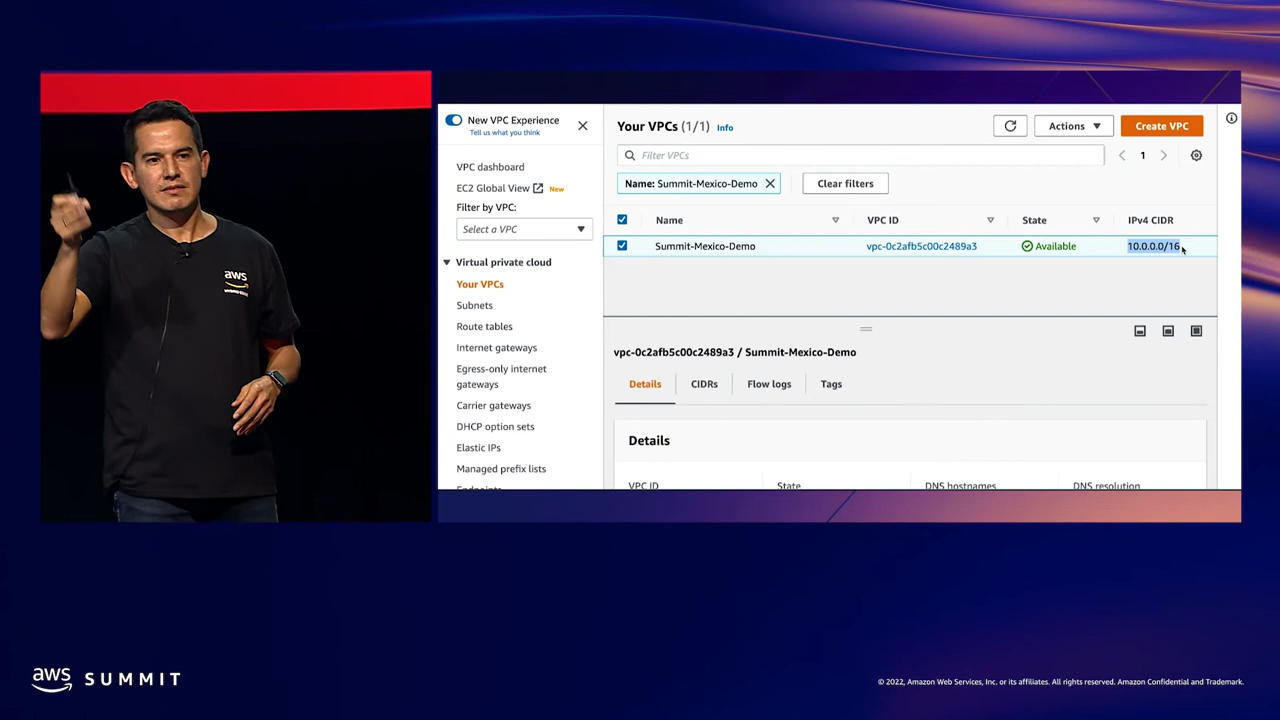 aws
New VPC Experience
Tell us what you think
VPC dashboard
EC2 Global View New
Filter by VPC:
Select a VPC
Virtual private cloud
Your VPCs
Subnets
Route tables
Internet gateways
Egress-only internet
gateways
Carrier gateways
DHCP option sets
Elastic IPs
Managed prefix lists
Endpoints
Your VPCs (1/1) Info
Actions
Create VPC
Filter VPCs
1
Name: Summit-Mexico-Demo
Clear filters
Name VPC ID State IPv4 CIDR
Summit-Mexico-Demo vpc-0c2afb5c00c2489a3 Available 10.0.0.0/16
vpc-0c2afb5c00c2489a3 / Summit-Mexico-Demo
Details CIDRs Flow logs Tags
Details
VPC ID State DNS hostnames DNS resolution
aws SUMMIT
© 2022, Amazon Web Services, Inc. or its affiliates. All rights reserved. Amazon Confidential and Trademark.